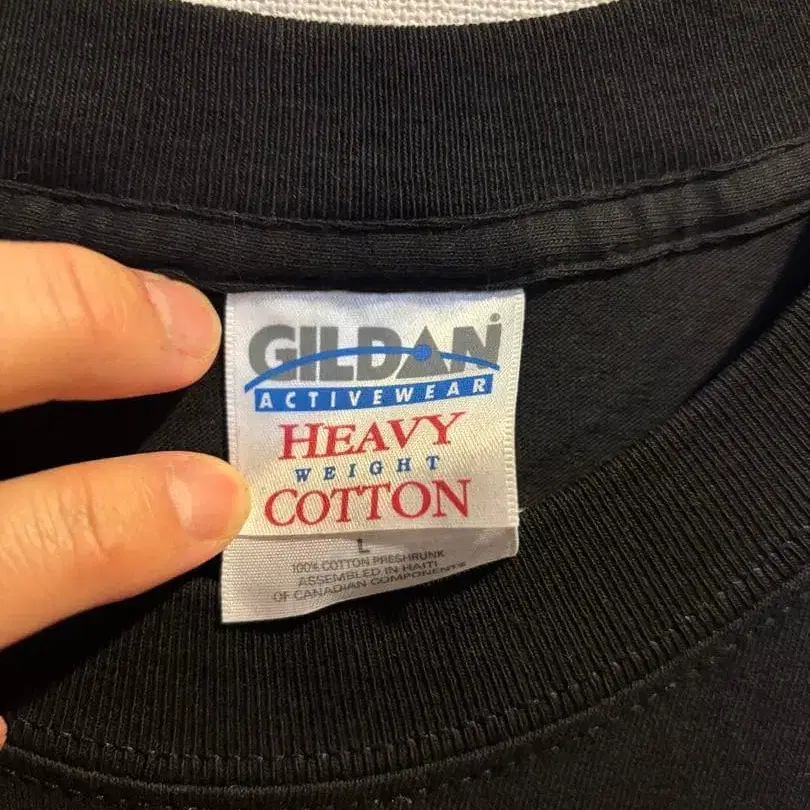 GILDAN
ACTIVEWEAR
HEAVY
WEIGHT
COTTON
L
100% COTTON PRESHRUNK
ASSEMBLED IN HAITI
OF CANADIAN COMPONENTS